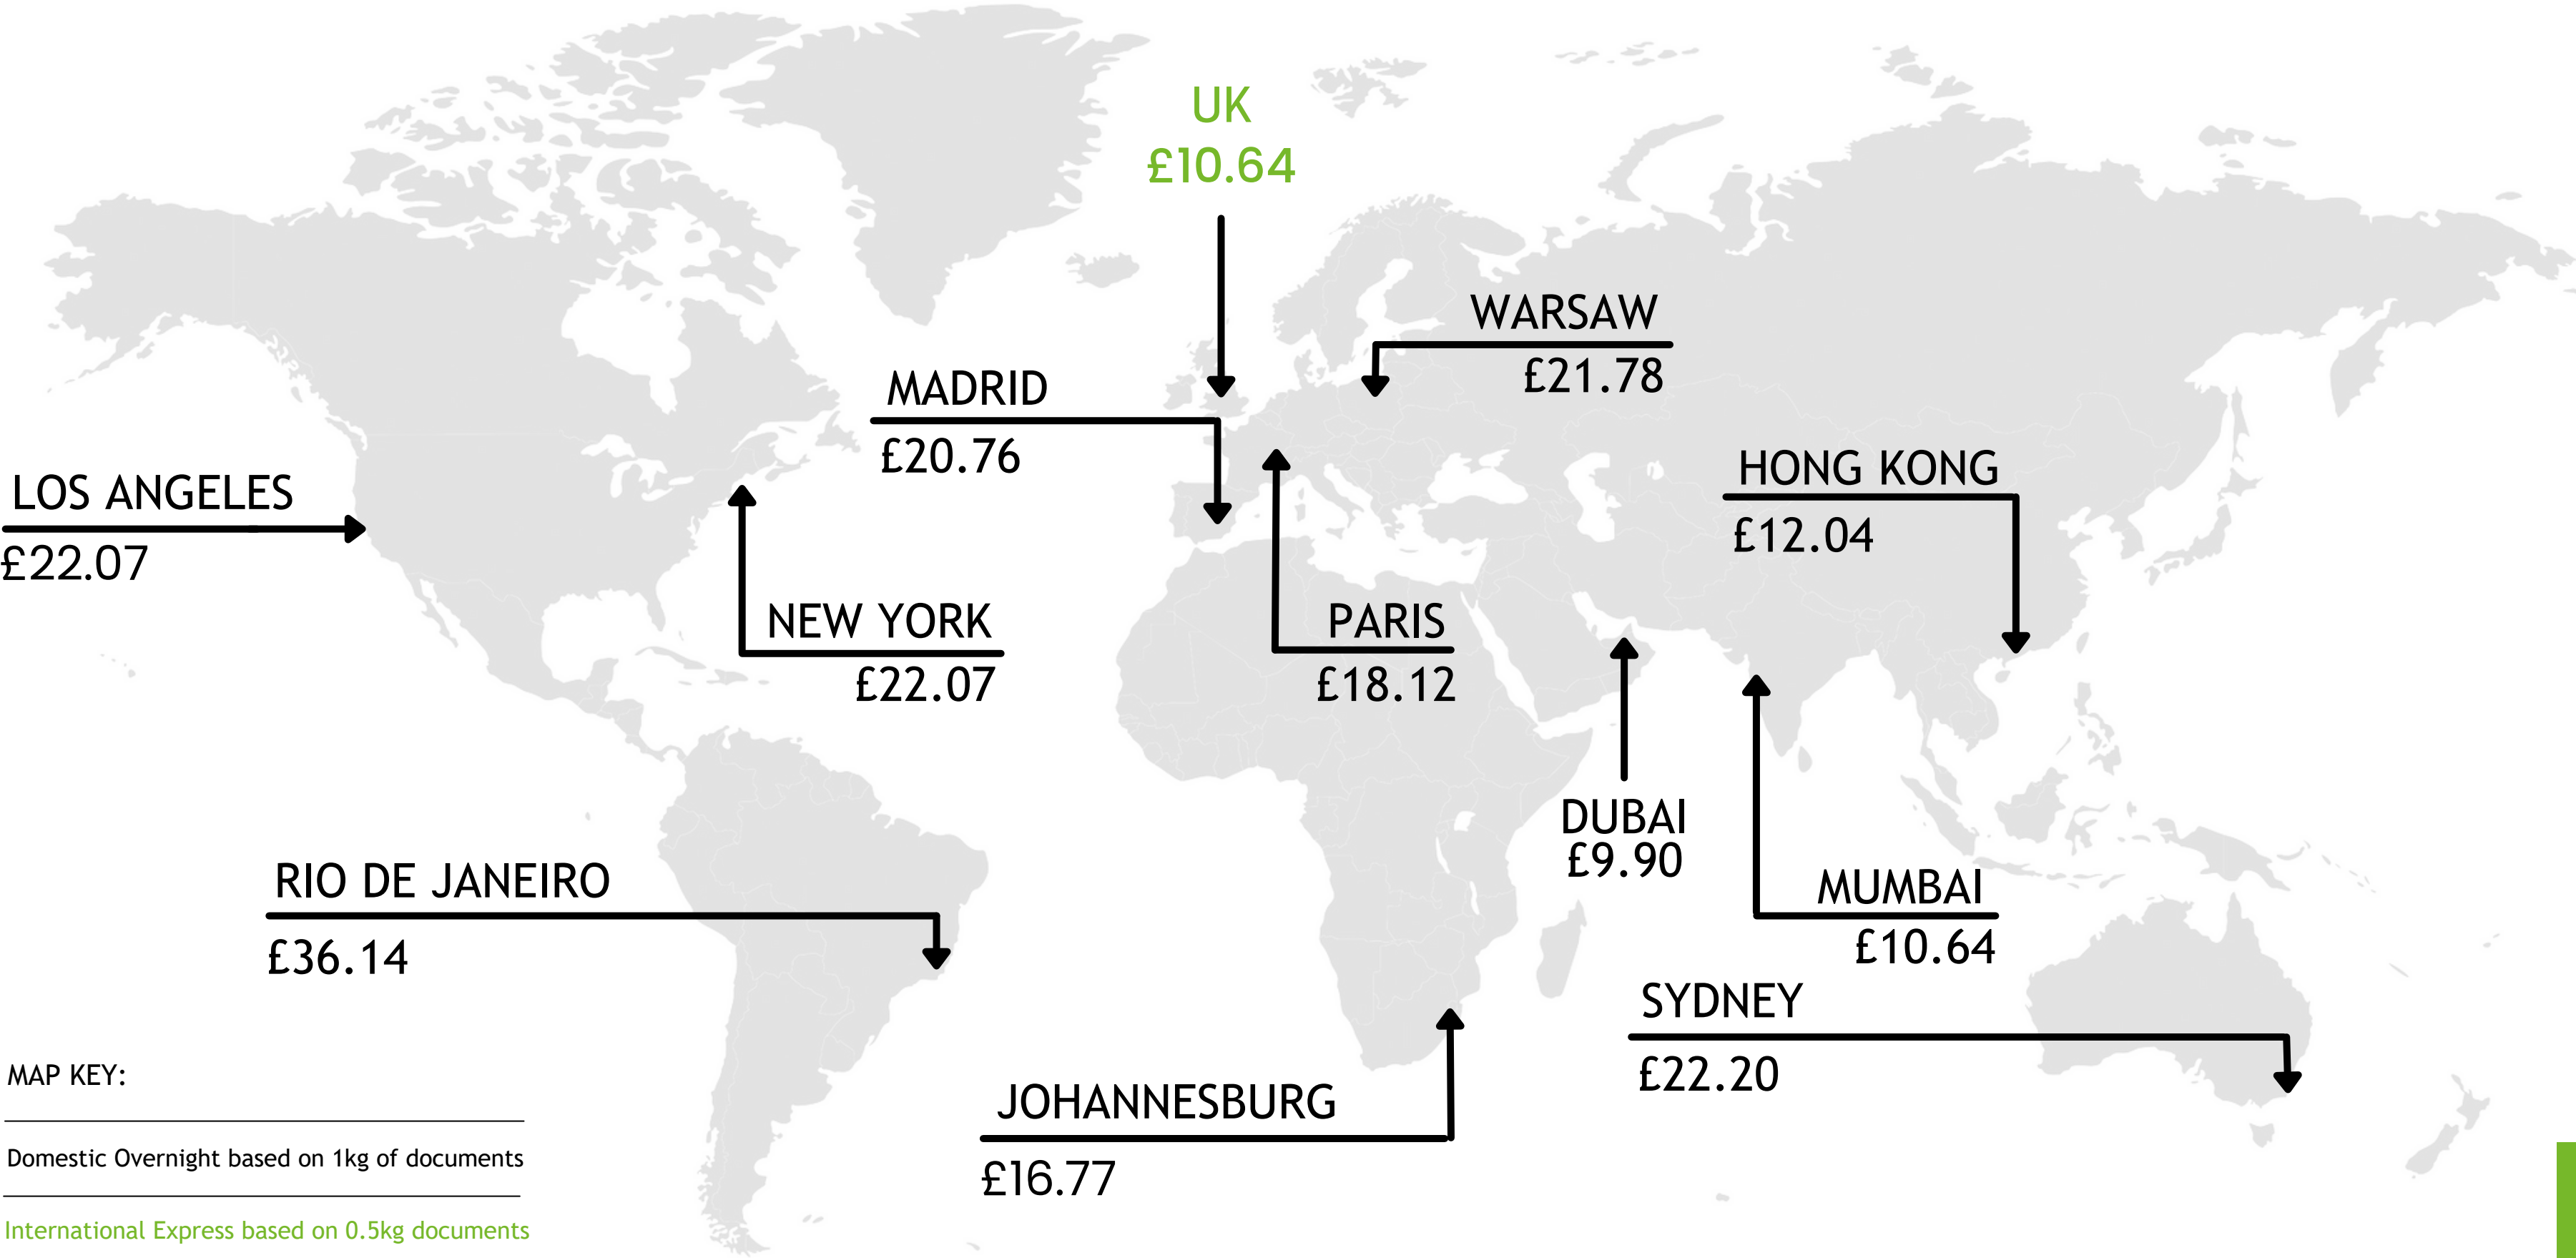 UK
£10.64
WARSAW
£21.78
MADRID
£20.76
HONG KONG
£12.04
LOS ANGELES
£22.07
NEW YORK
£22.07
PARIS
£18.12
DUBAI
£9.90
RIO DE JANEIRO
£36.14
MUMBAI
£10.64
SYDNEY
£22.20
JOHANNESBURG
£16.77
MAP KEY:
Domestic Overnight based on 1kg of documents
International Express based on 0.5kg documents